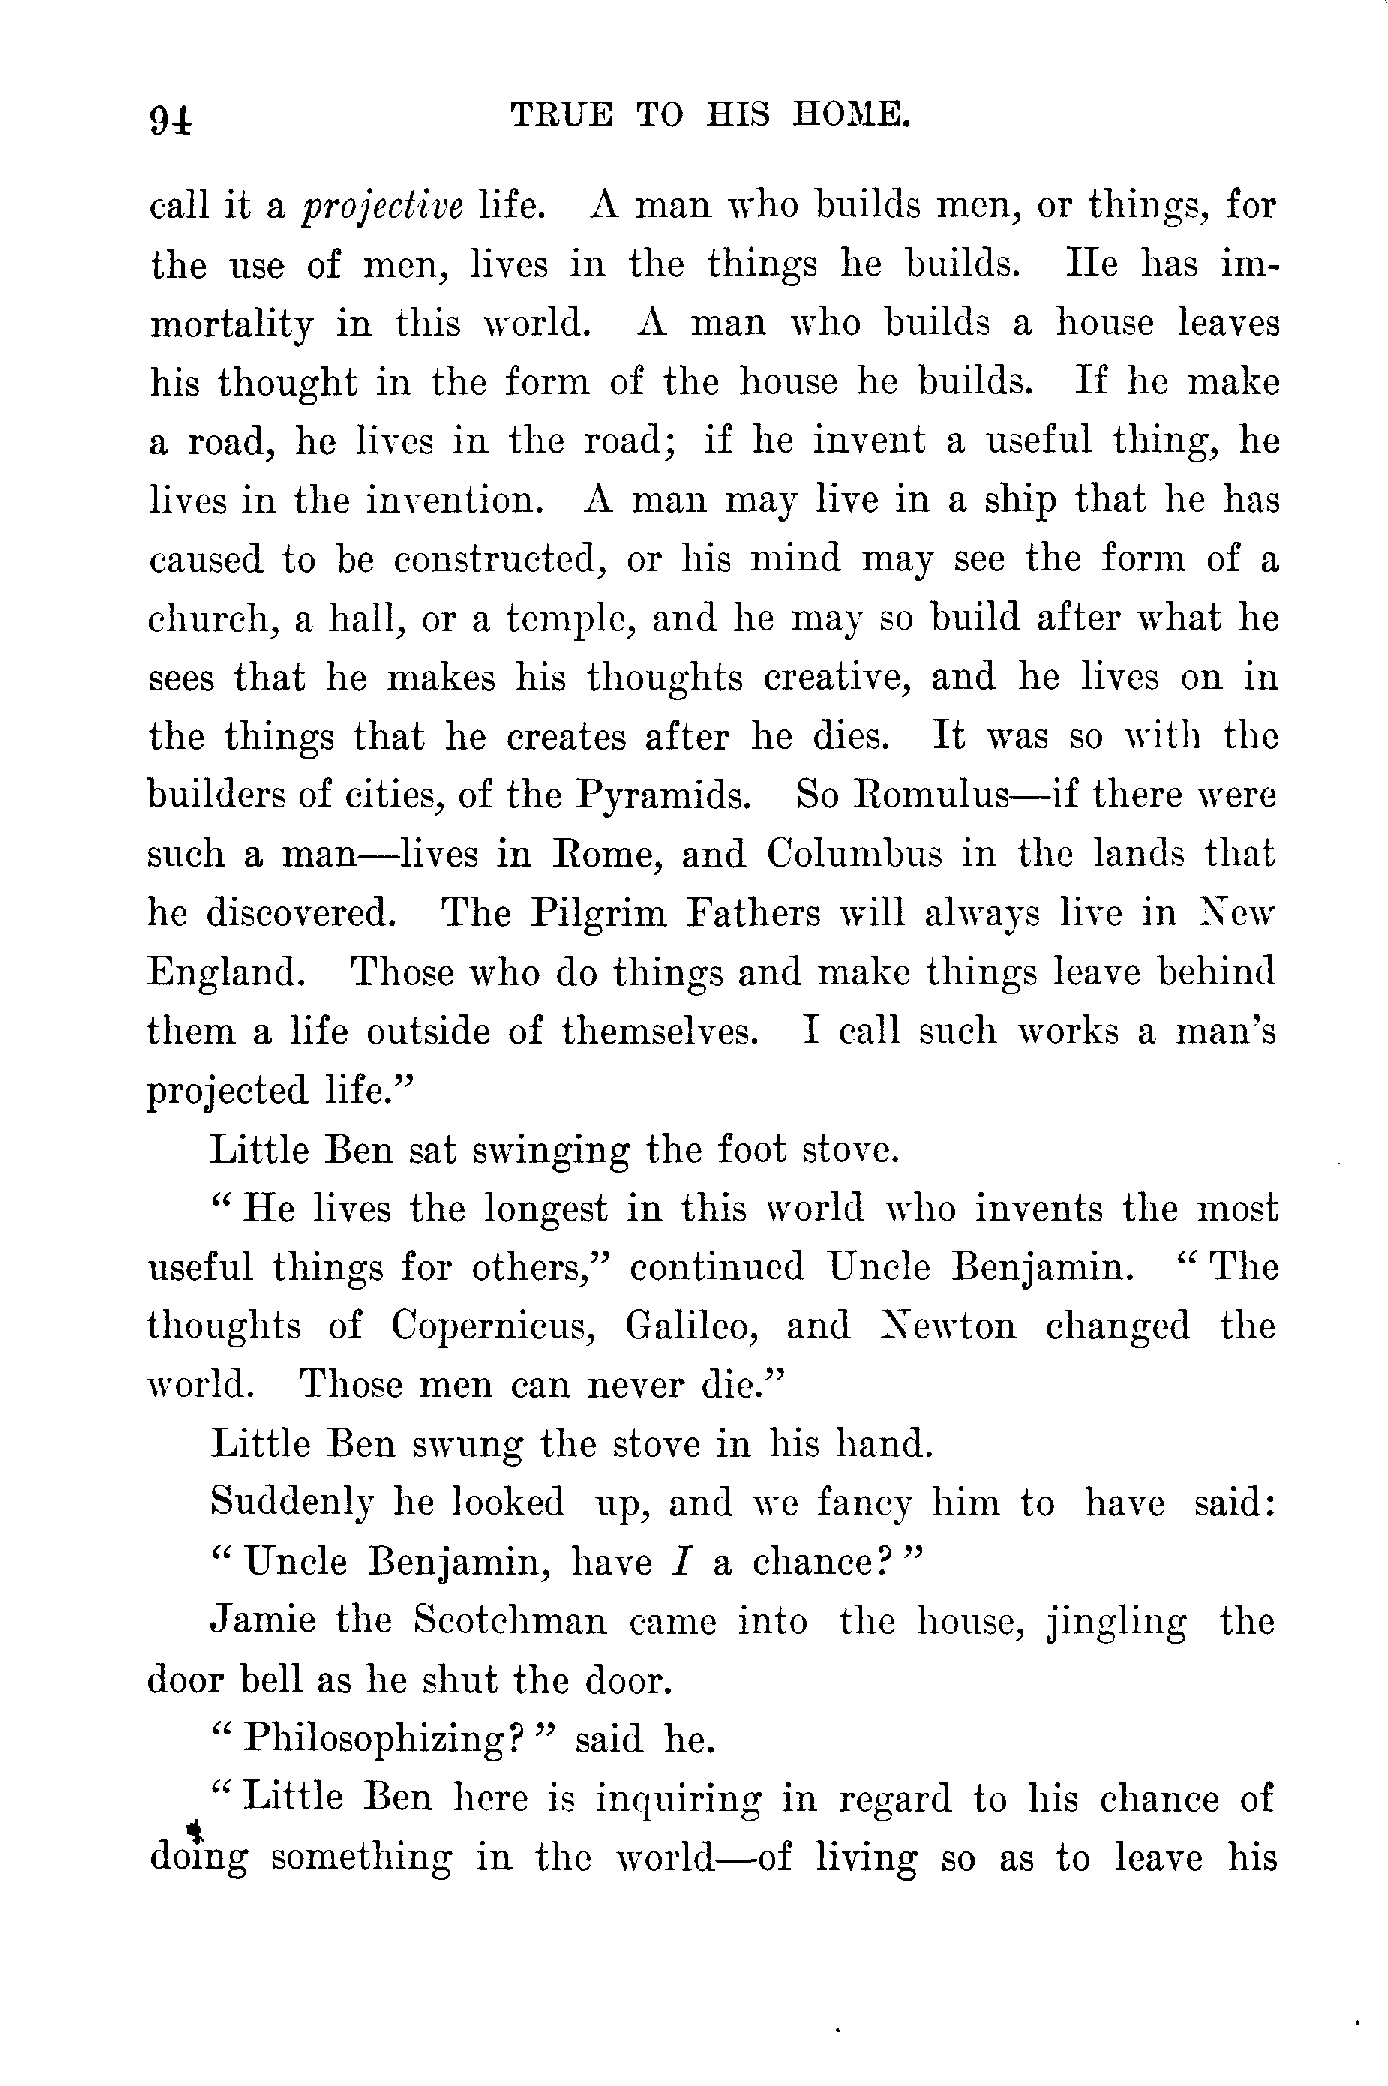 94 TRUE TO HIS HOME.
call it a projective life. A man who builds men, or things, for
the use of men, lives in the things he builds. He has im-
mortality in this world. A man who builds a house leaves
his thought in the form of the house he builds. If he make
a road, he lives in the road; if he invent a useful thing, he
lives in the invention. A man may live in a ship that he has
caused to be constructed, or his mind may see the form of a
church, a hall, or a temple, and he may so build after what he
sees that he makes his thoughts creative, and he lives on in
the things that he creates after he dies. It was so with the
builders of cities, of the Pyramids. So Romulus—if there were
such a man—lives in Rome, and Columbus in the lands that
he discovered. The Pilgrim Fathers will always live in New
England. Those who do things and make things leave behind
them a life outside of themselves. I call such works a man's
projected life."
Little Ben sat swinging the foot stove.
"He lives the longest in this world who invents the most
useful things for others," continued Uncle Benjamin. "The
thoughts of Copernicus, Galileo, and Newton changed the
world. Those men can never die."
Little Ben swung the stove in his hand.
Suddenly he looked up, and we fancy him to have said:
"Uncle Benjamin, have I a chance?"
Jamie the Scotchman came into the house, jingling the
door bell as he shut the door.
"Philosophizing?" said he.
"Little Ben here is inquiring in regard to his chance of
doing something in the world—of living so as to leave his